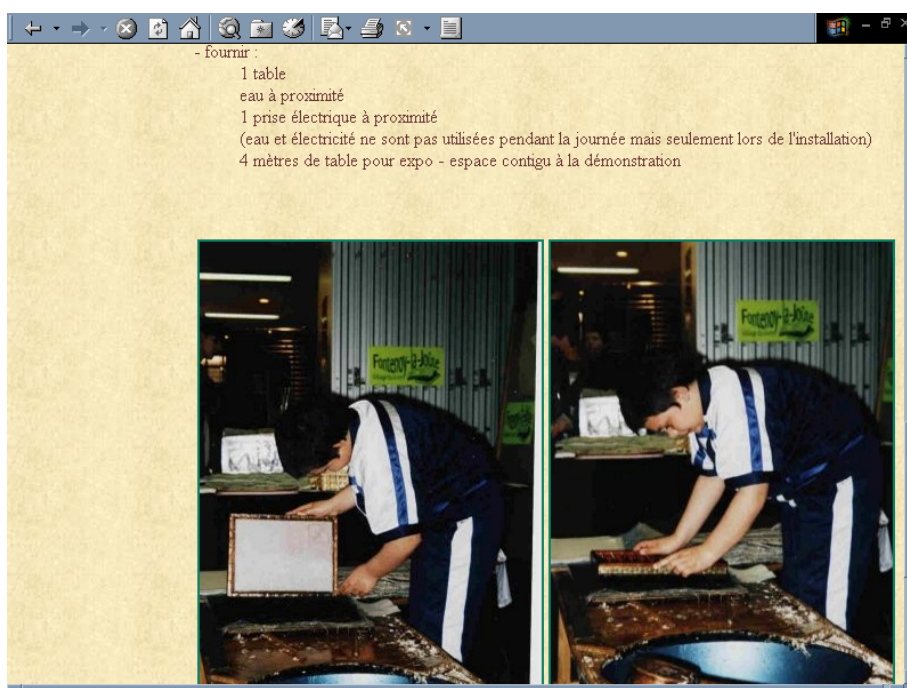 - fournir :
1 table
eau à proximité
1 prise électrique à proximité
(eau et électricité ne sont pas utilisées pendant la journée mais seulement lors de l'installation)
4 mètres de table pour expo - espace contigu à la démonstration
Fontenoy-la-Joûte
Fontenoy-la-Joûte